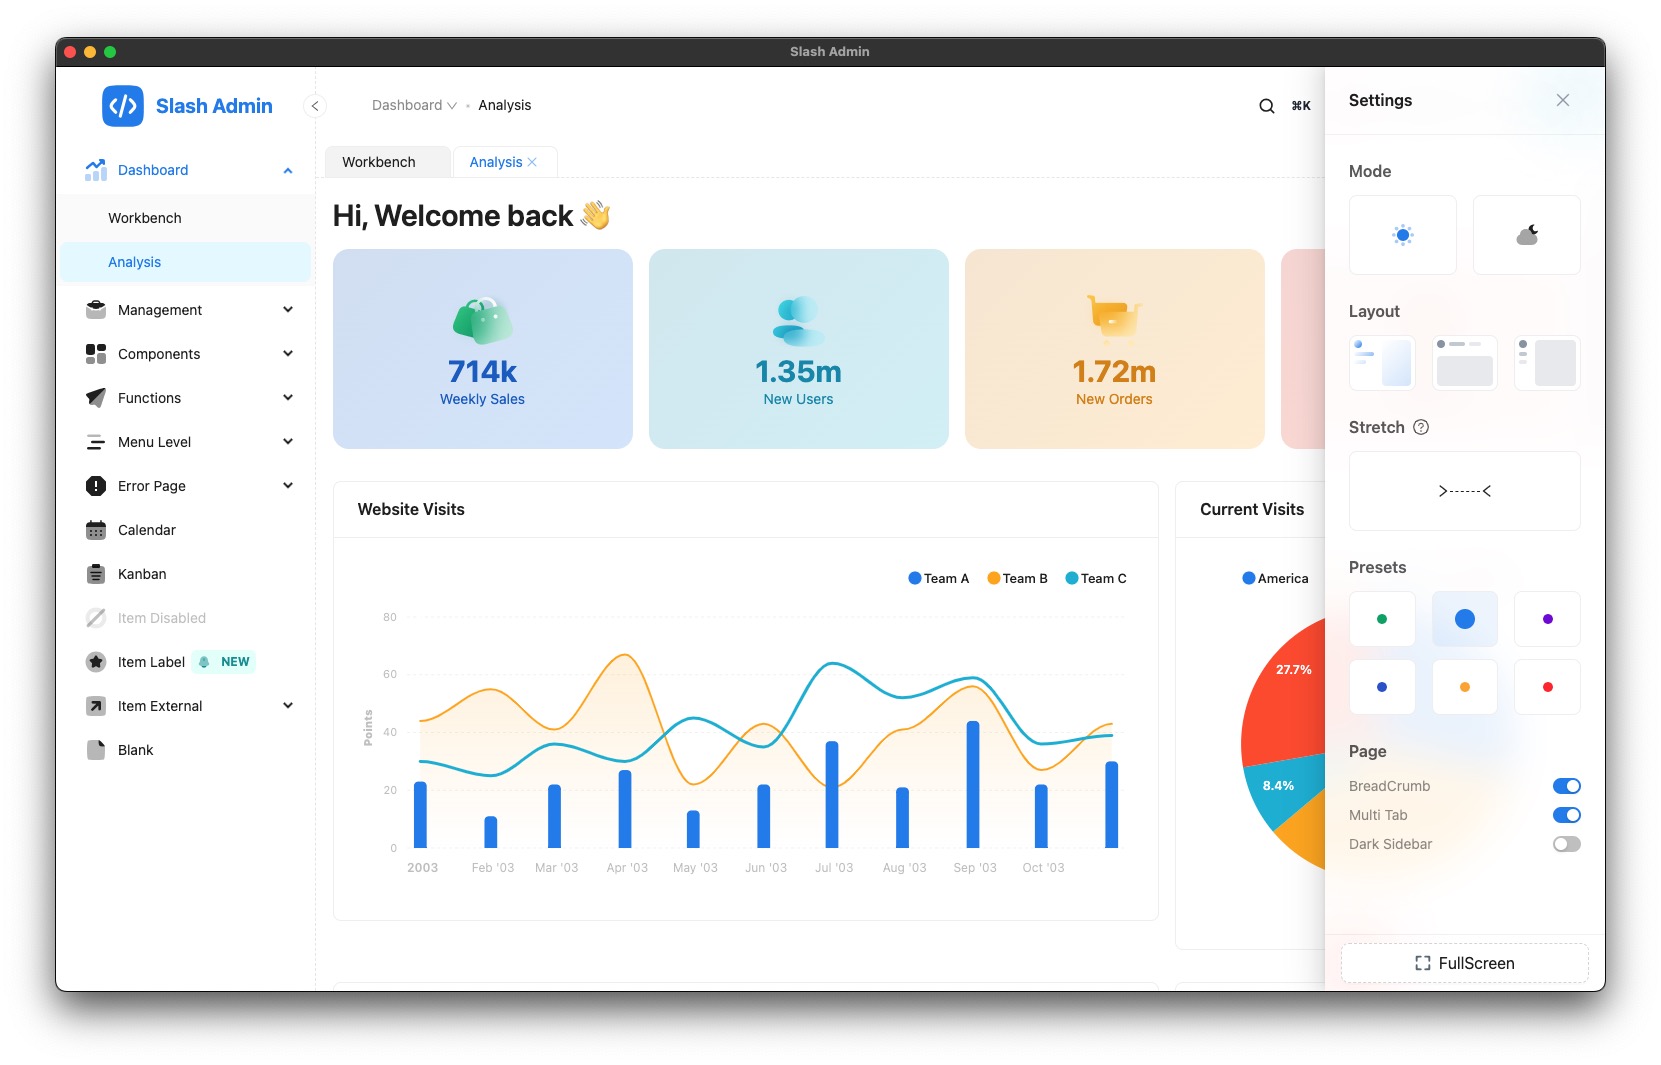 Slash Admin
Slash Admin
Dashboard
Workbench
Analysis
Management
Components
Functions
Menu Level
Error Page
Calendar
Kanban
Item Disabled
Item Label NEW
Item External
Blank
Dashboard • Analysis
⌘K
Workbench
Analysis
Hi, Welcome back 👋
714k
Weekly Sales
1.35m
New Users
1.72m
New Orders
Website Visits
Team A Team B Team C
80
60
40
20
0
Points
2003 Feb '03 Mar '03 Apr '03 May '03 Jun '03 Jul '03 Aug '03 Sep '03 Oct '03
Current Visits
America
27.7%
8.4%
Settings
Mode
Layout
Stretch
Presets
Page
BreadCrumb
Multi Tab
Dark Sidebar
FullScreen